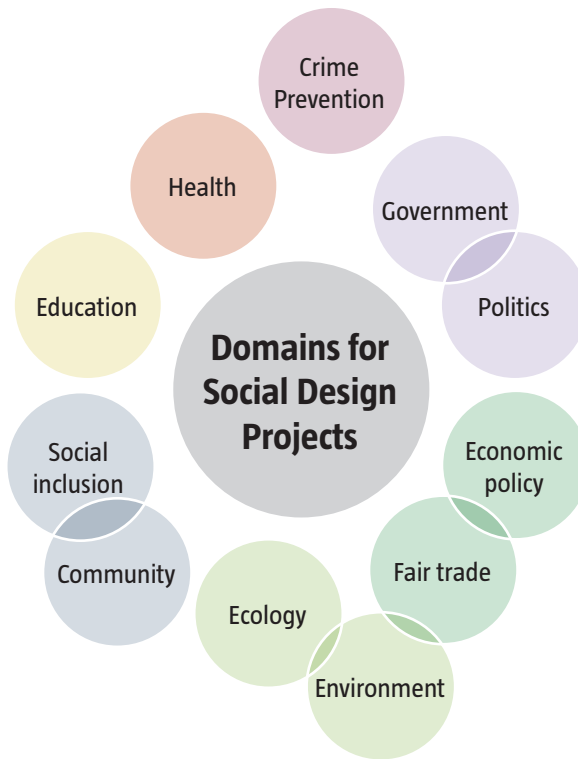 Crime
Prevention
Health
Government
Education
Politics
Domains for
Social Design
Projects
Social
inclusion
Economic
policy
Community
Fair trade
Ecology
Environment